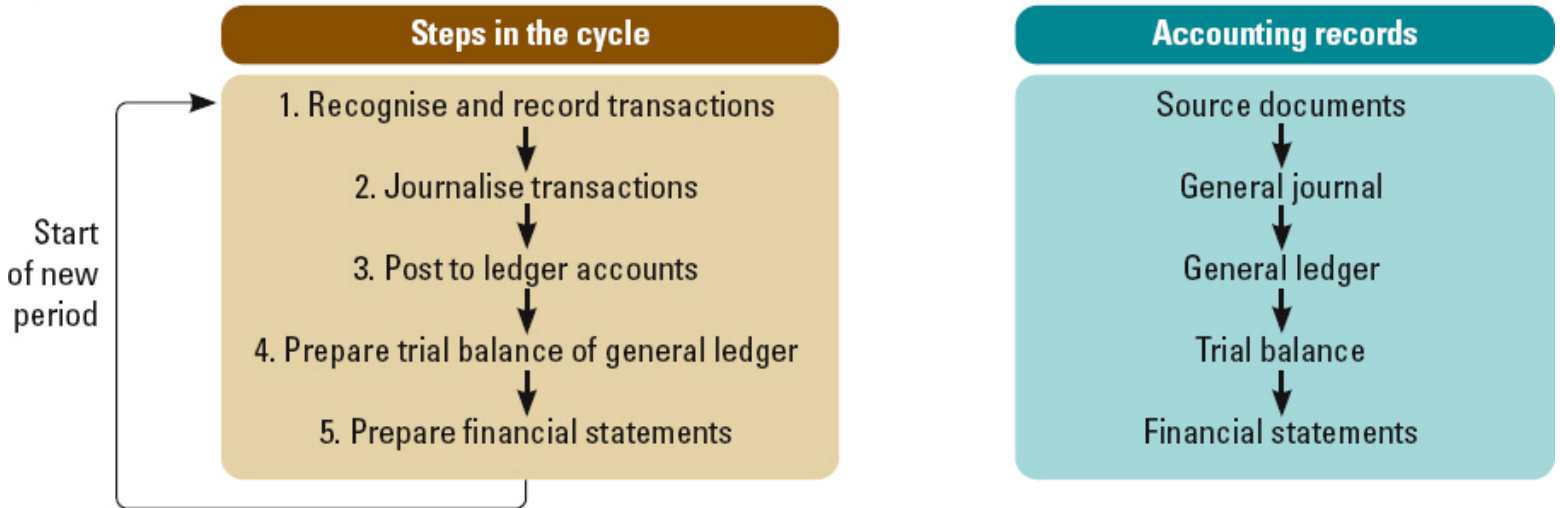 Steps in the cycle
1. Recognise and record transactions
2. Journalise transactions
3. Post to ledger accounts
4. Prepare trial balance of general ledger
5. Prepare financial statements
Start
of new
period
Accounting records
Source documents
General journal
General ledger
Trial balance
Financial statements